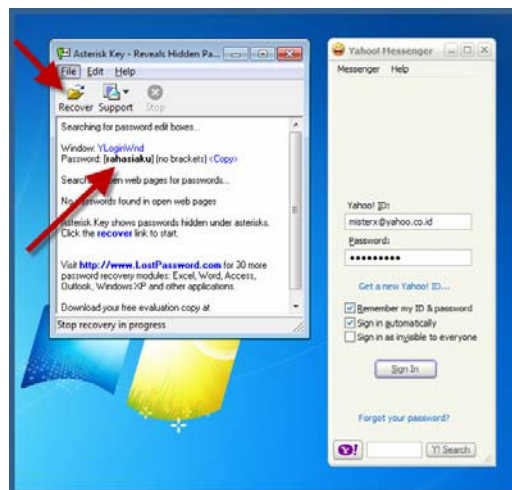 Asterisk Key - Reveals Hidden Pa...
File Edit Help
Recover Support Stop
Searching for password edit boxes...
Window: YLoginWnd
Password: [rahasiaku] (no brackets) <Copy>
Searching open web pages for passwords...
No passwords found in open web pages
Asterisk Key shows passwords hidden under asterisks.
Click the recover link to start.
Visit http://www.LostPassword.com for 30 more
password recovery modules: Excel, Word, Access,
Outlook, Windows XP and other applications.
Download your free evaluation copy at
Stop recovery in progress
Yahoo! Messenger
Messenger Help
Yahoo! ID:
misterx@yahoo.co.id
Password:
Get a new Yahoo! ID...
Remember my ID & password
Sign in automatically
Sign in as invisible to everyone
Sign In
Forgot your password?
Y!
Y! Search